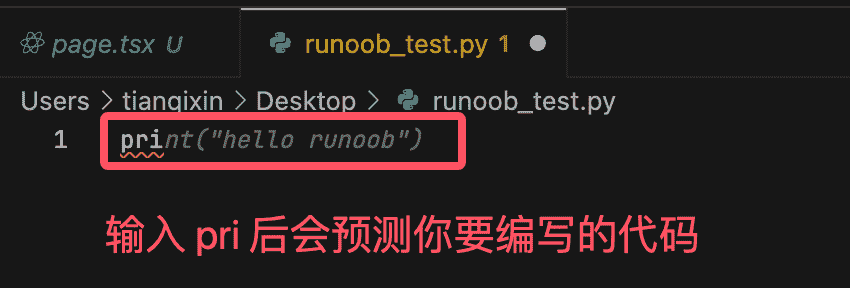 page.tsx U runoob_test.py 1
Users > tianqixin > Desktop > runoob_test.py
1 print("hello runoob")
输入 pri 后会预测你要编写的代码